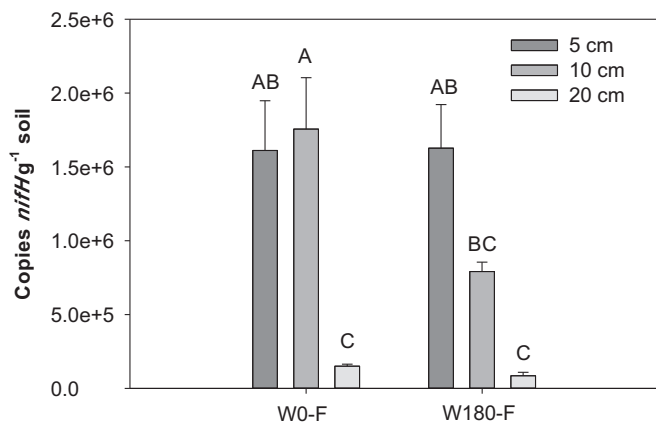 2.5e+6
2.0e+6
1.5e+6
1.0e+6
5.0e+5
0.0
Copies nifH g-1 soil
AB
A
C
AB
BC
C
5 cm
10 cm
20 cm
W0-F
W180-F